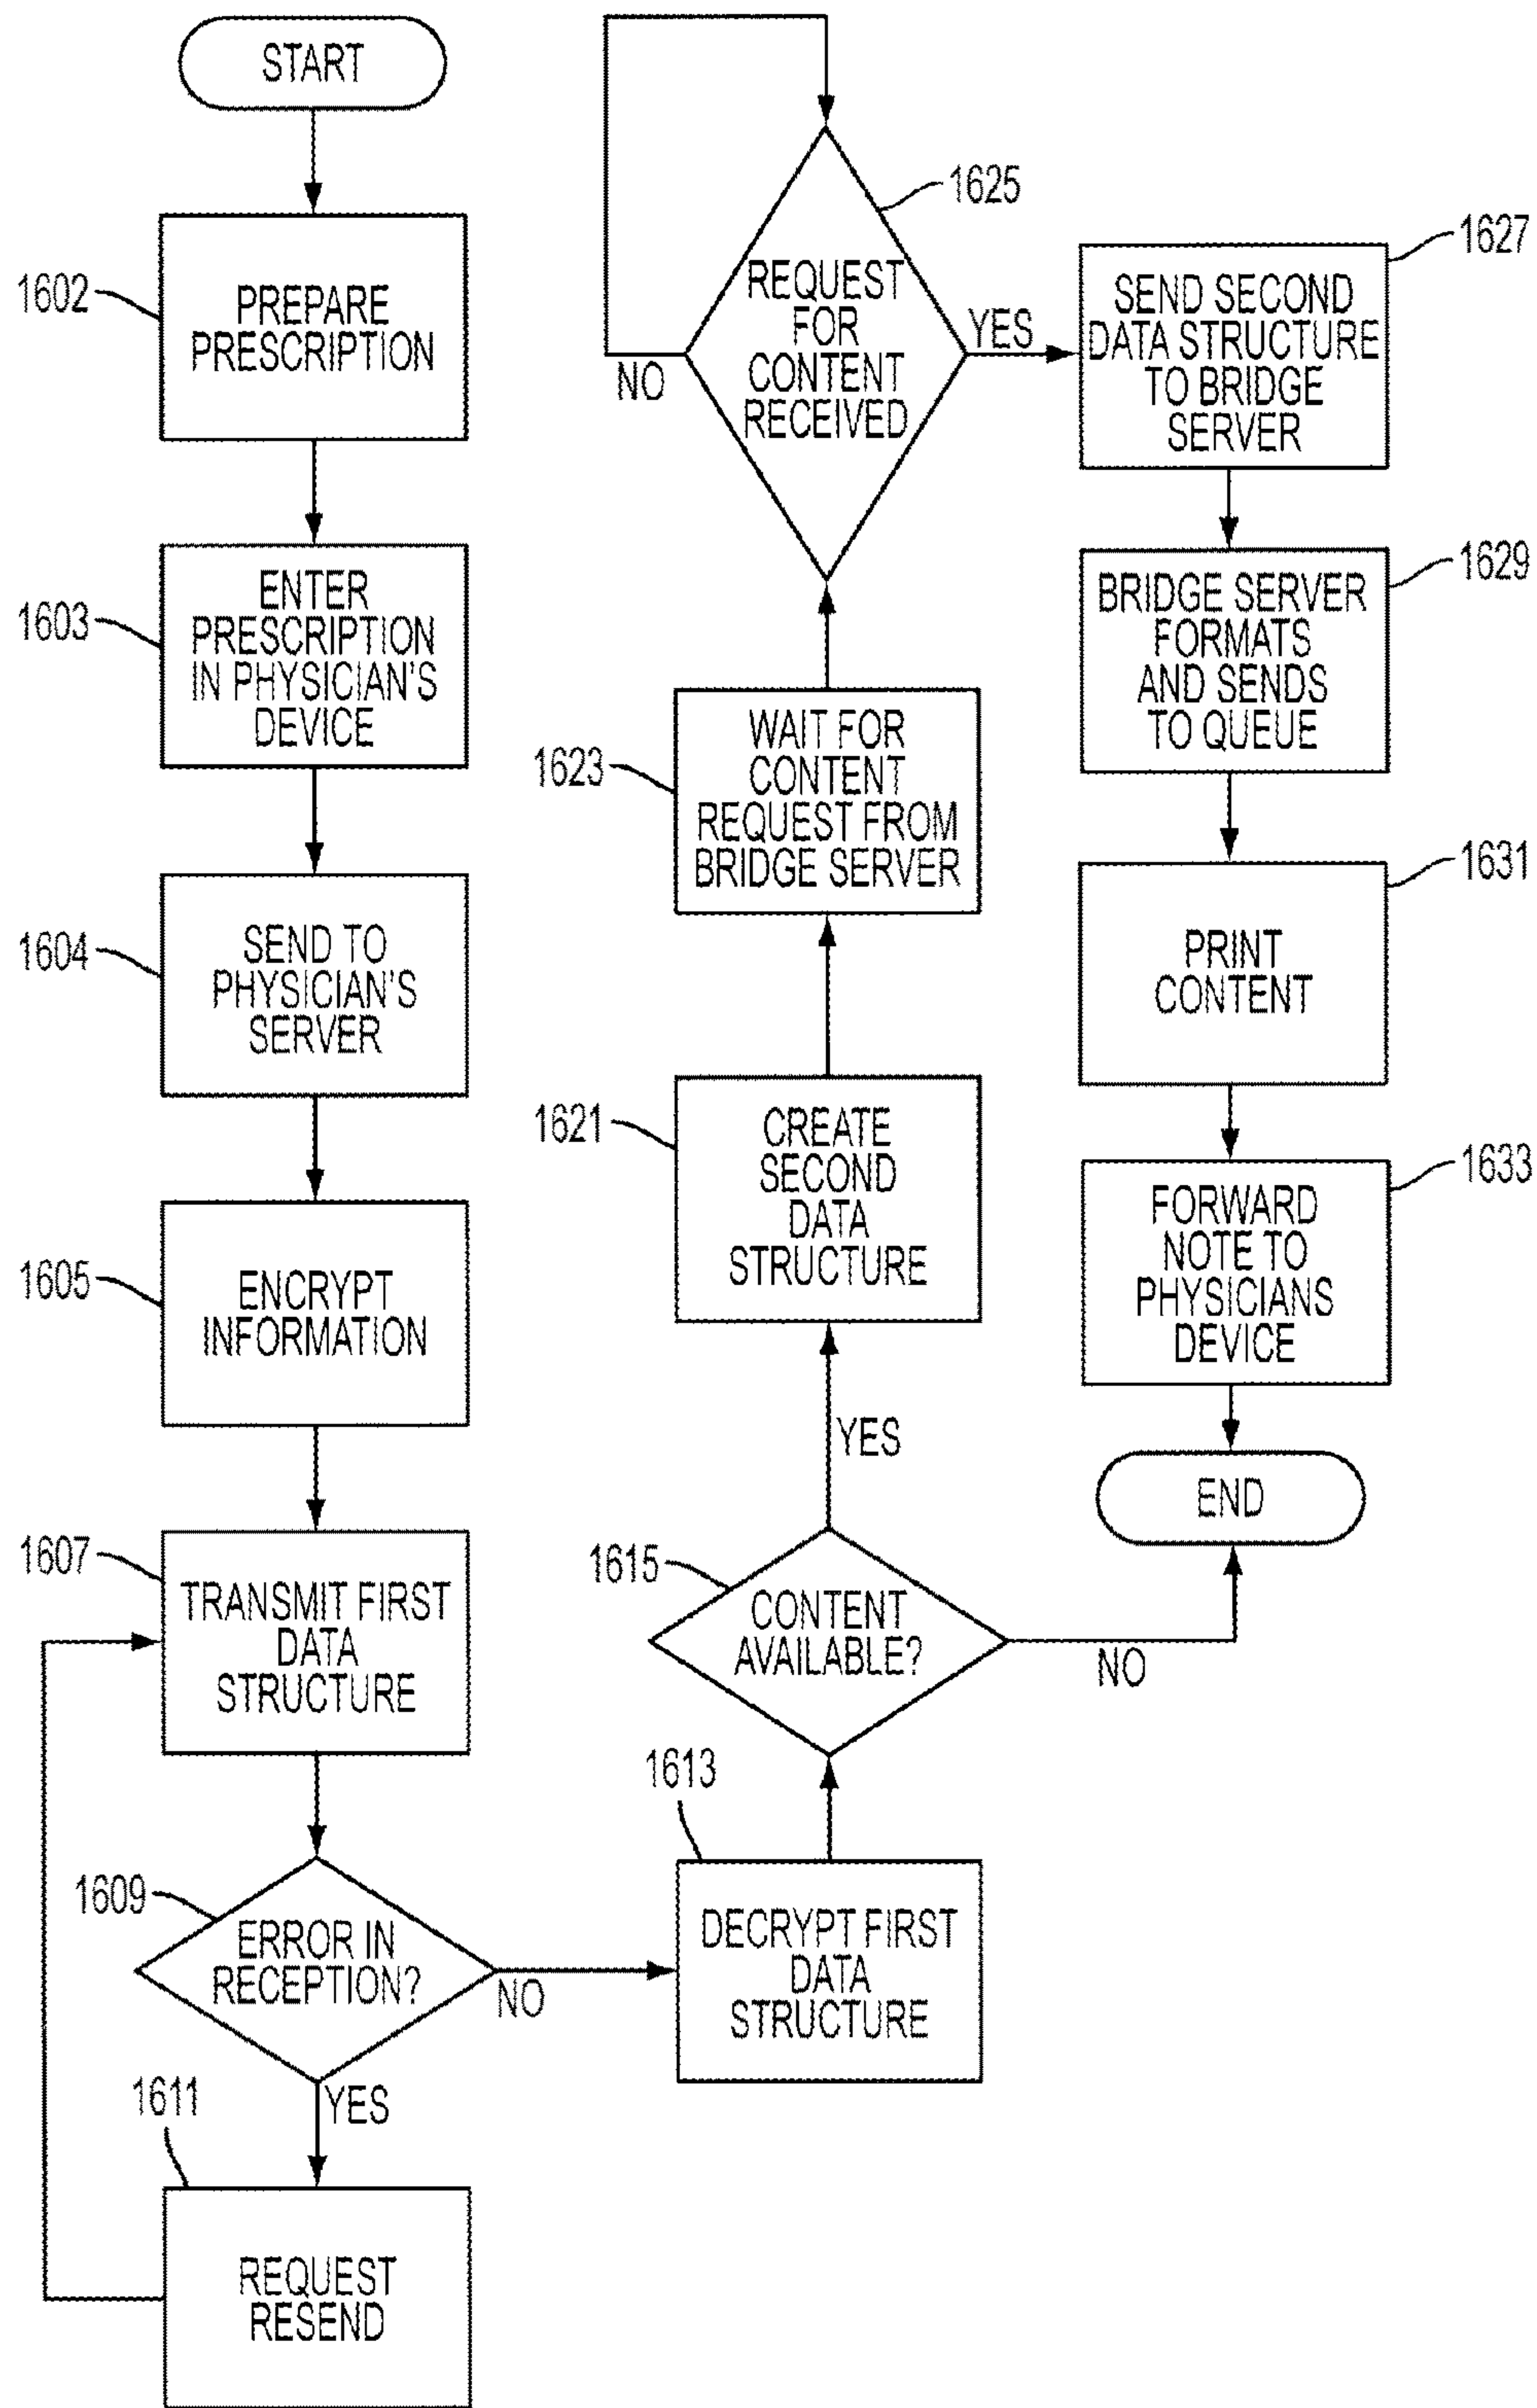 START
1602
PREPARE
PRESCRIPTION
1603
ENTER
PRESCRIPTION
IN PHYSICIAN'S
DEVICE
1604
SEND TO
PHYSICIAN'S
SERVER
1605
ENCRYPT
INFORMATION
1607
TRANSMIT FIRST
DATA
STRUCTURE
1609
ERROR IN
RECEPTION?
NO
YES
1611
REQUEST
RESEND
1613
DECRYPT FIRST
DATA
STRUCTURE
1615
CONTENT
AVAILABLE?
NO
YES
1621
CREATE
SECOND
DATA
STRUCTURE
1623
WAIT FOR
CONTENT
REQUEST FROM
BRIDGE SERVER
1625
REQUEST
FOR
CONTENT
RECEIVED
NO
YES
1627
SEND SECOND
DATA STRUCTURE
TO BRIDGE
SERVER
1629
BRIDGE SERVER
FORMATS
AND SENDS
TO QUEUE
1631
PRINT
CONTENT
1633
FORWARD
NOTE TO
PHYSICIANS
DEVICE
END